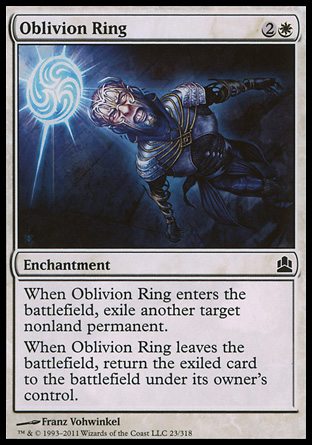 Oblivion Ring 2
Enchantment
When Oblivion Ring enters the
battlefield, exile another target
nonland permanent.
When Oblivion Ring leaves the
battlefield, return the exiled card
to the battlefield under its owner's
control.
Franz Vohwinkel
™ & © 1993–2011 Wizards of the Coast LLC 23/318